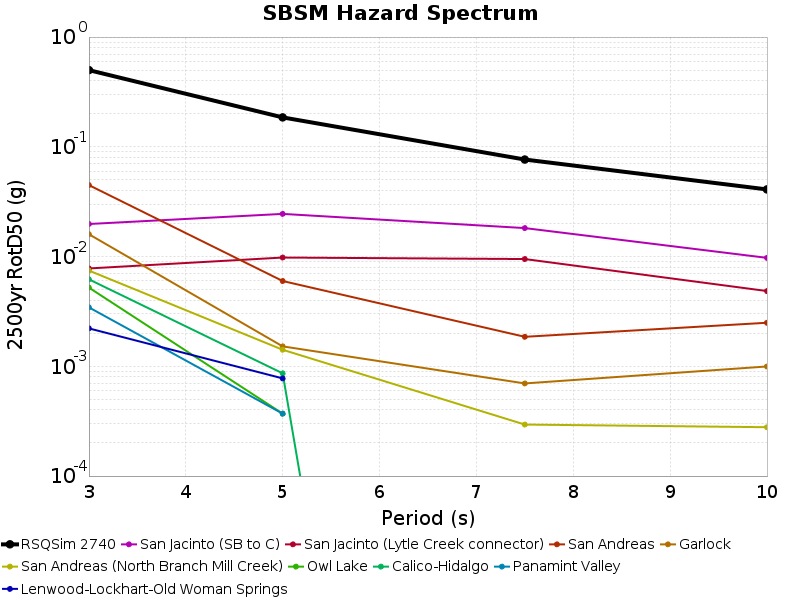 SBSM Hazard Spectrum
2500yr RotD50 (g)
10^0
10^-1
10^-2
10^-3
10^-4
3 4 5 6 7 8 9 10
Period (s)
RSQSim 2740 San Jacinto (SB to C) San Jacinto (Lytle Creek connector) San Andreas Garlock
San Andreas (North Branch Mill Creek) Owl Lake Calico-Hidalgo Panamint Valley
Lenwood-Lockhart-Old Woman Springs